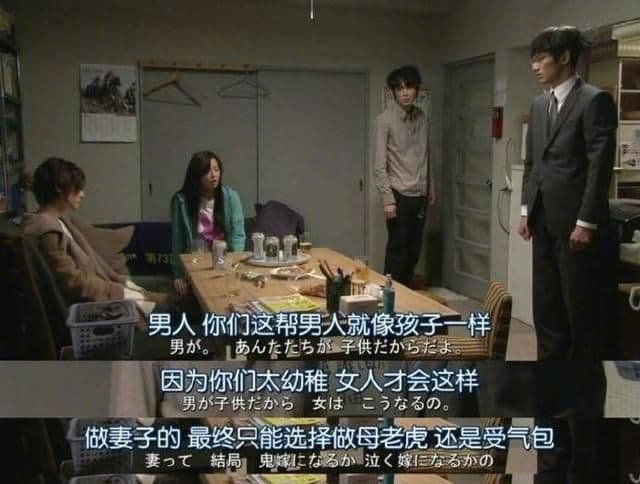 第73
男人 你们这帮男人就像孩子一样
男が。 あんたたちが 子供だからだよ。
因为你们太幼稚 女人才会这样
男が子供だから 女は こうなるの。
做妻子的 最终只能选择做母老虎 还是受气包
妻って 結局 鬼嫁になるか 泣く嫁になるかの